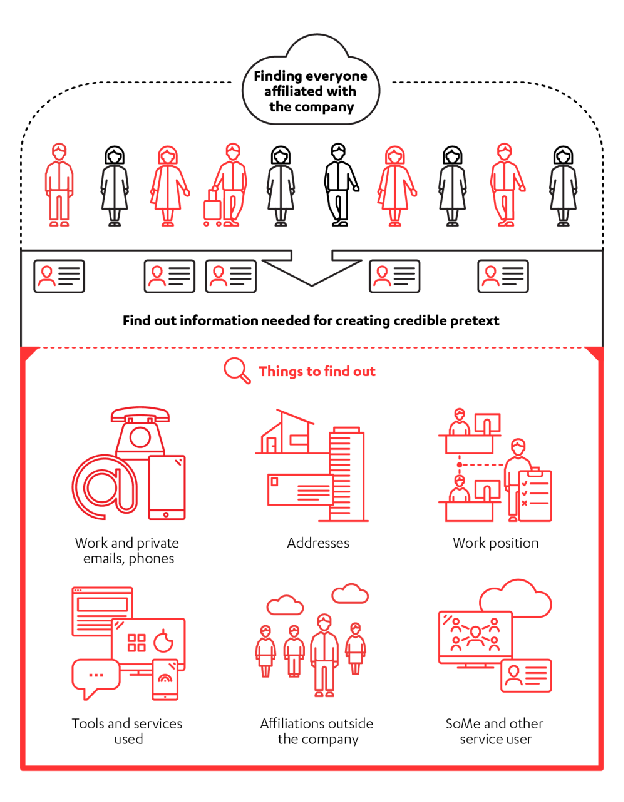 Finding everyone
affiliated with
the company
Find out information needed for creating credible pretext
Things to find out
Work and private
emails, phones
Addresses
Work position
Tools and services
used
Affiliations outside
the company
SoMe and other
service user